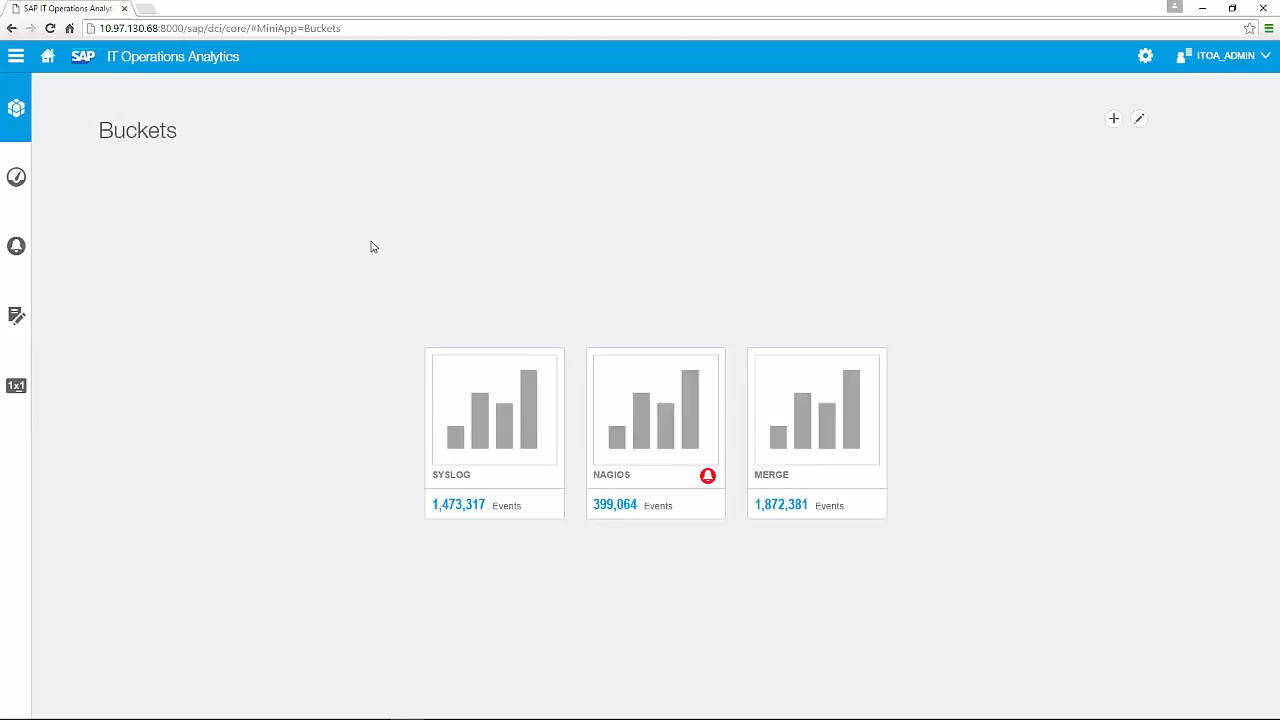 SAP IT Operations Analyt
10.97.130.68:8000/sap/dci/core/#MiniApp=Buckets
SAP IT Operations Analytics
ITOA_ADMIN
Buckets
1x1
SYSLOG
1,473,317 Events
NAGIOS
399,064 Events
MERGE
1,872,381 Events